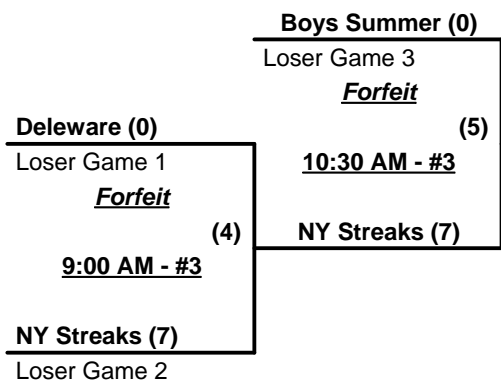 Boys Summer (0)
Loser Game 3
Forfeit
(5)
10:30 AM - #3
NY Streaks (7)
Deleware (0)
Loser Game 1
Forfeit
(4)
9:00 AM - #3
NY Streaks (7)
Loser Game 2